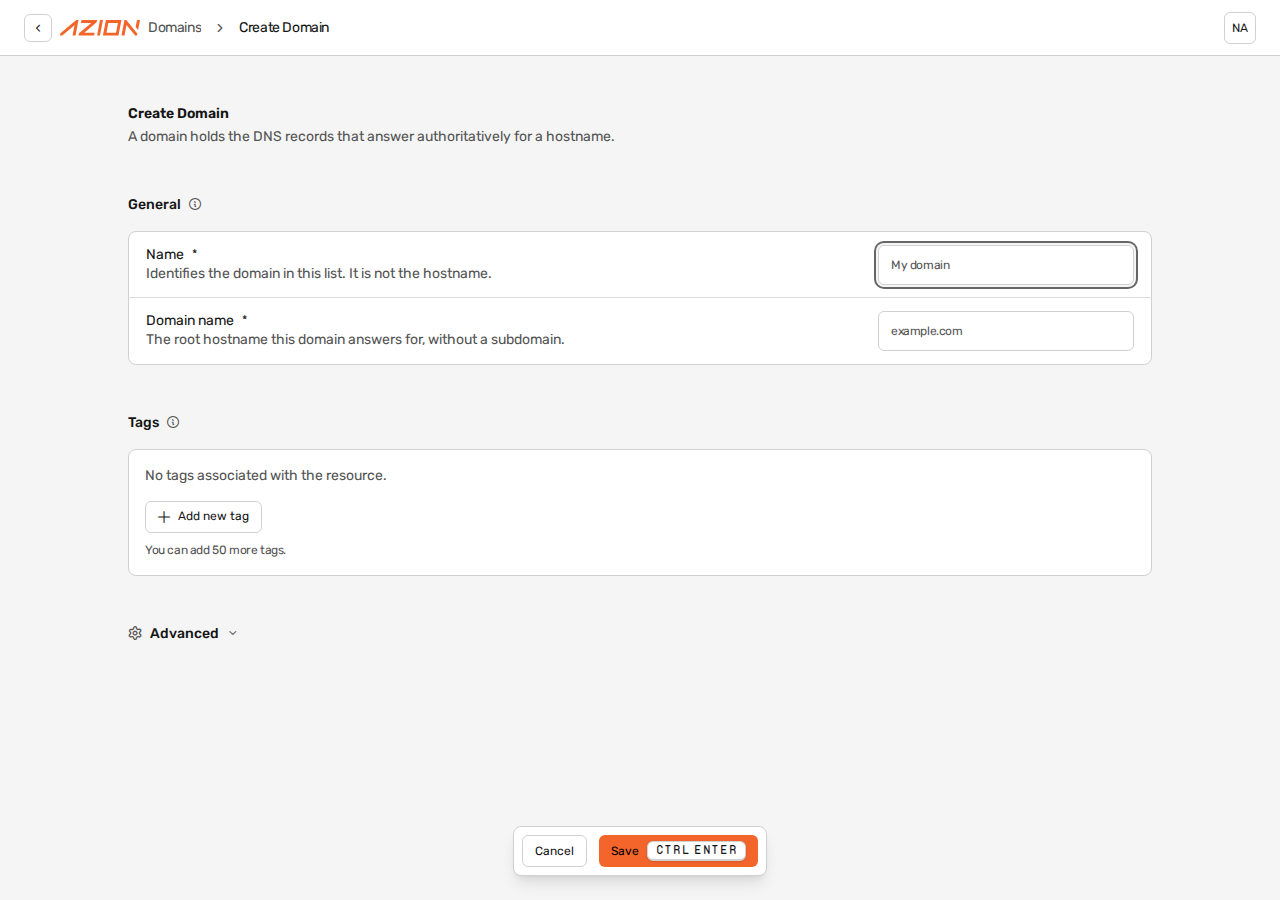 AZION Domains Create Domain NA
Create Domain
A domain holds the DNS records that answer authoritatively for a hostname.
General
Name *
Identifies the domain in this list. It is not the hostname.
My domain
Domain name *
The root hostname this domain answers for, without a subdomain.
example.com
Tags
No tags associated with the resource.
Add new tag
You can add 50 more tags.
Advanced
Cancel Save CTRL ENTER